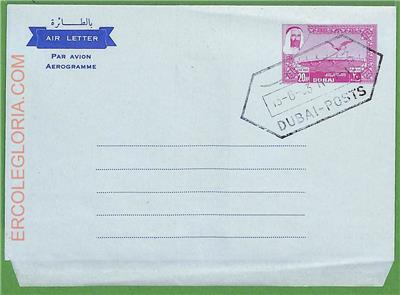 بالطائرة
AIR LETTER
PAR AVION
AEROGRAMME
20
DUBAI
DUBAI-POSTS
ERCOLEGLORIA.COM